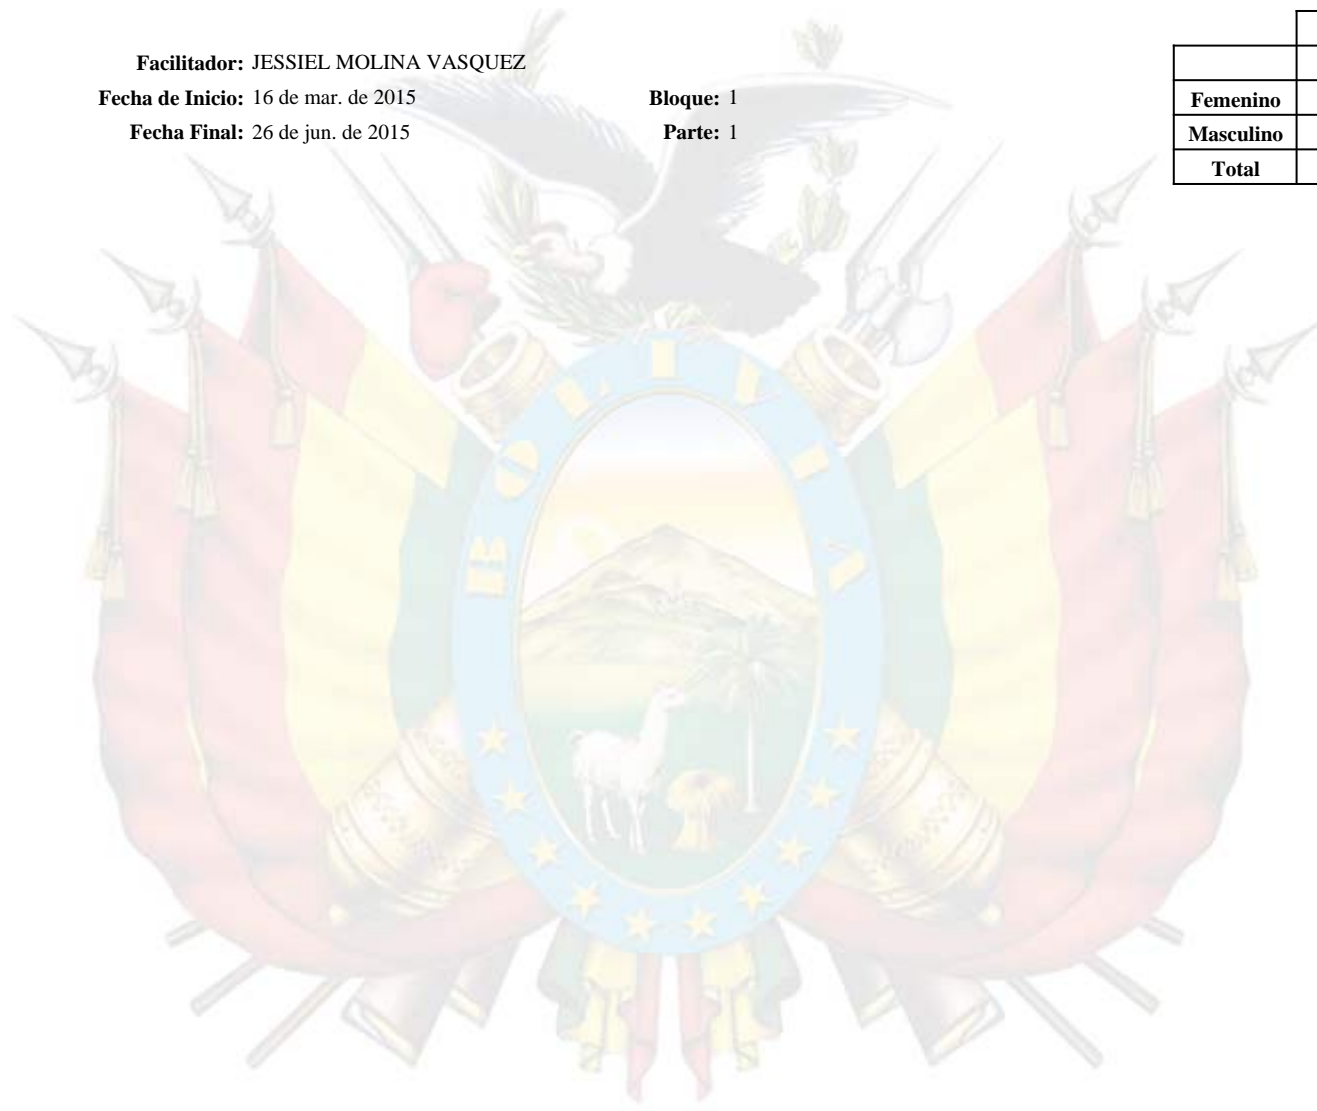 Facilitador: JESSIEL MOLINA VASQUEZ
Fecha de Inicio: 16 de mar. de 2015 Bloque: 1
Fecha Final: 26 de jun. de 2015 Parte: 1
Femenino
Masculino
Total
BOLIVIA